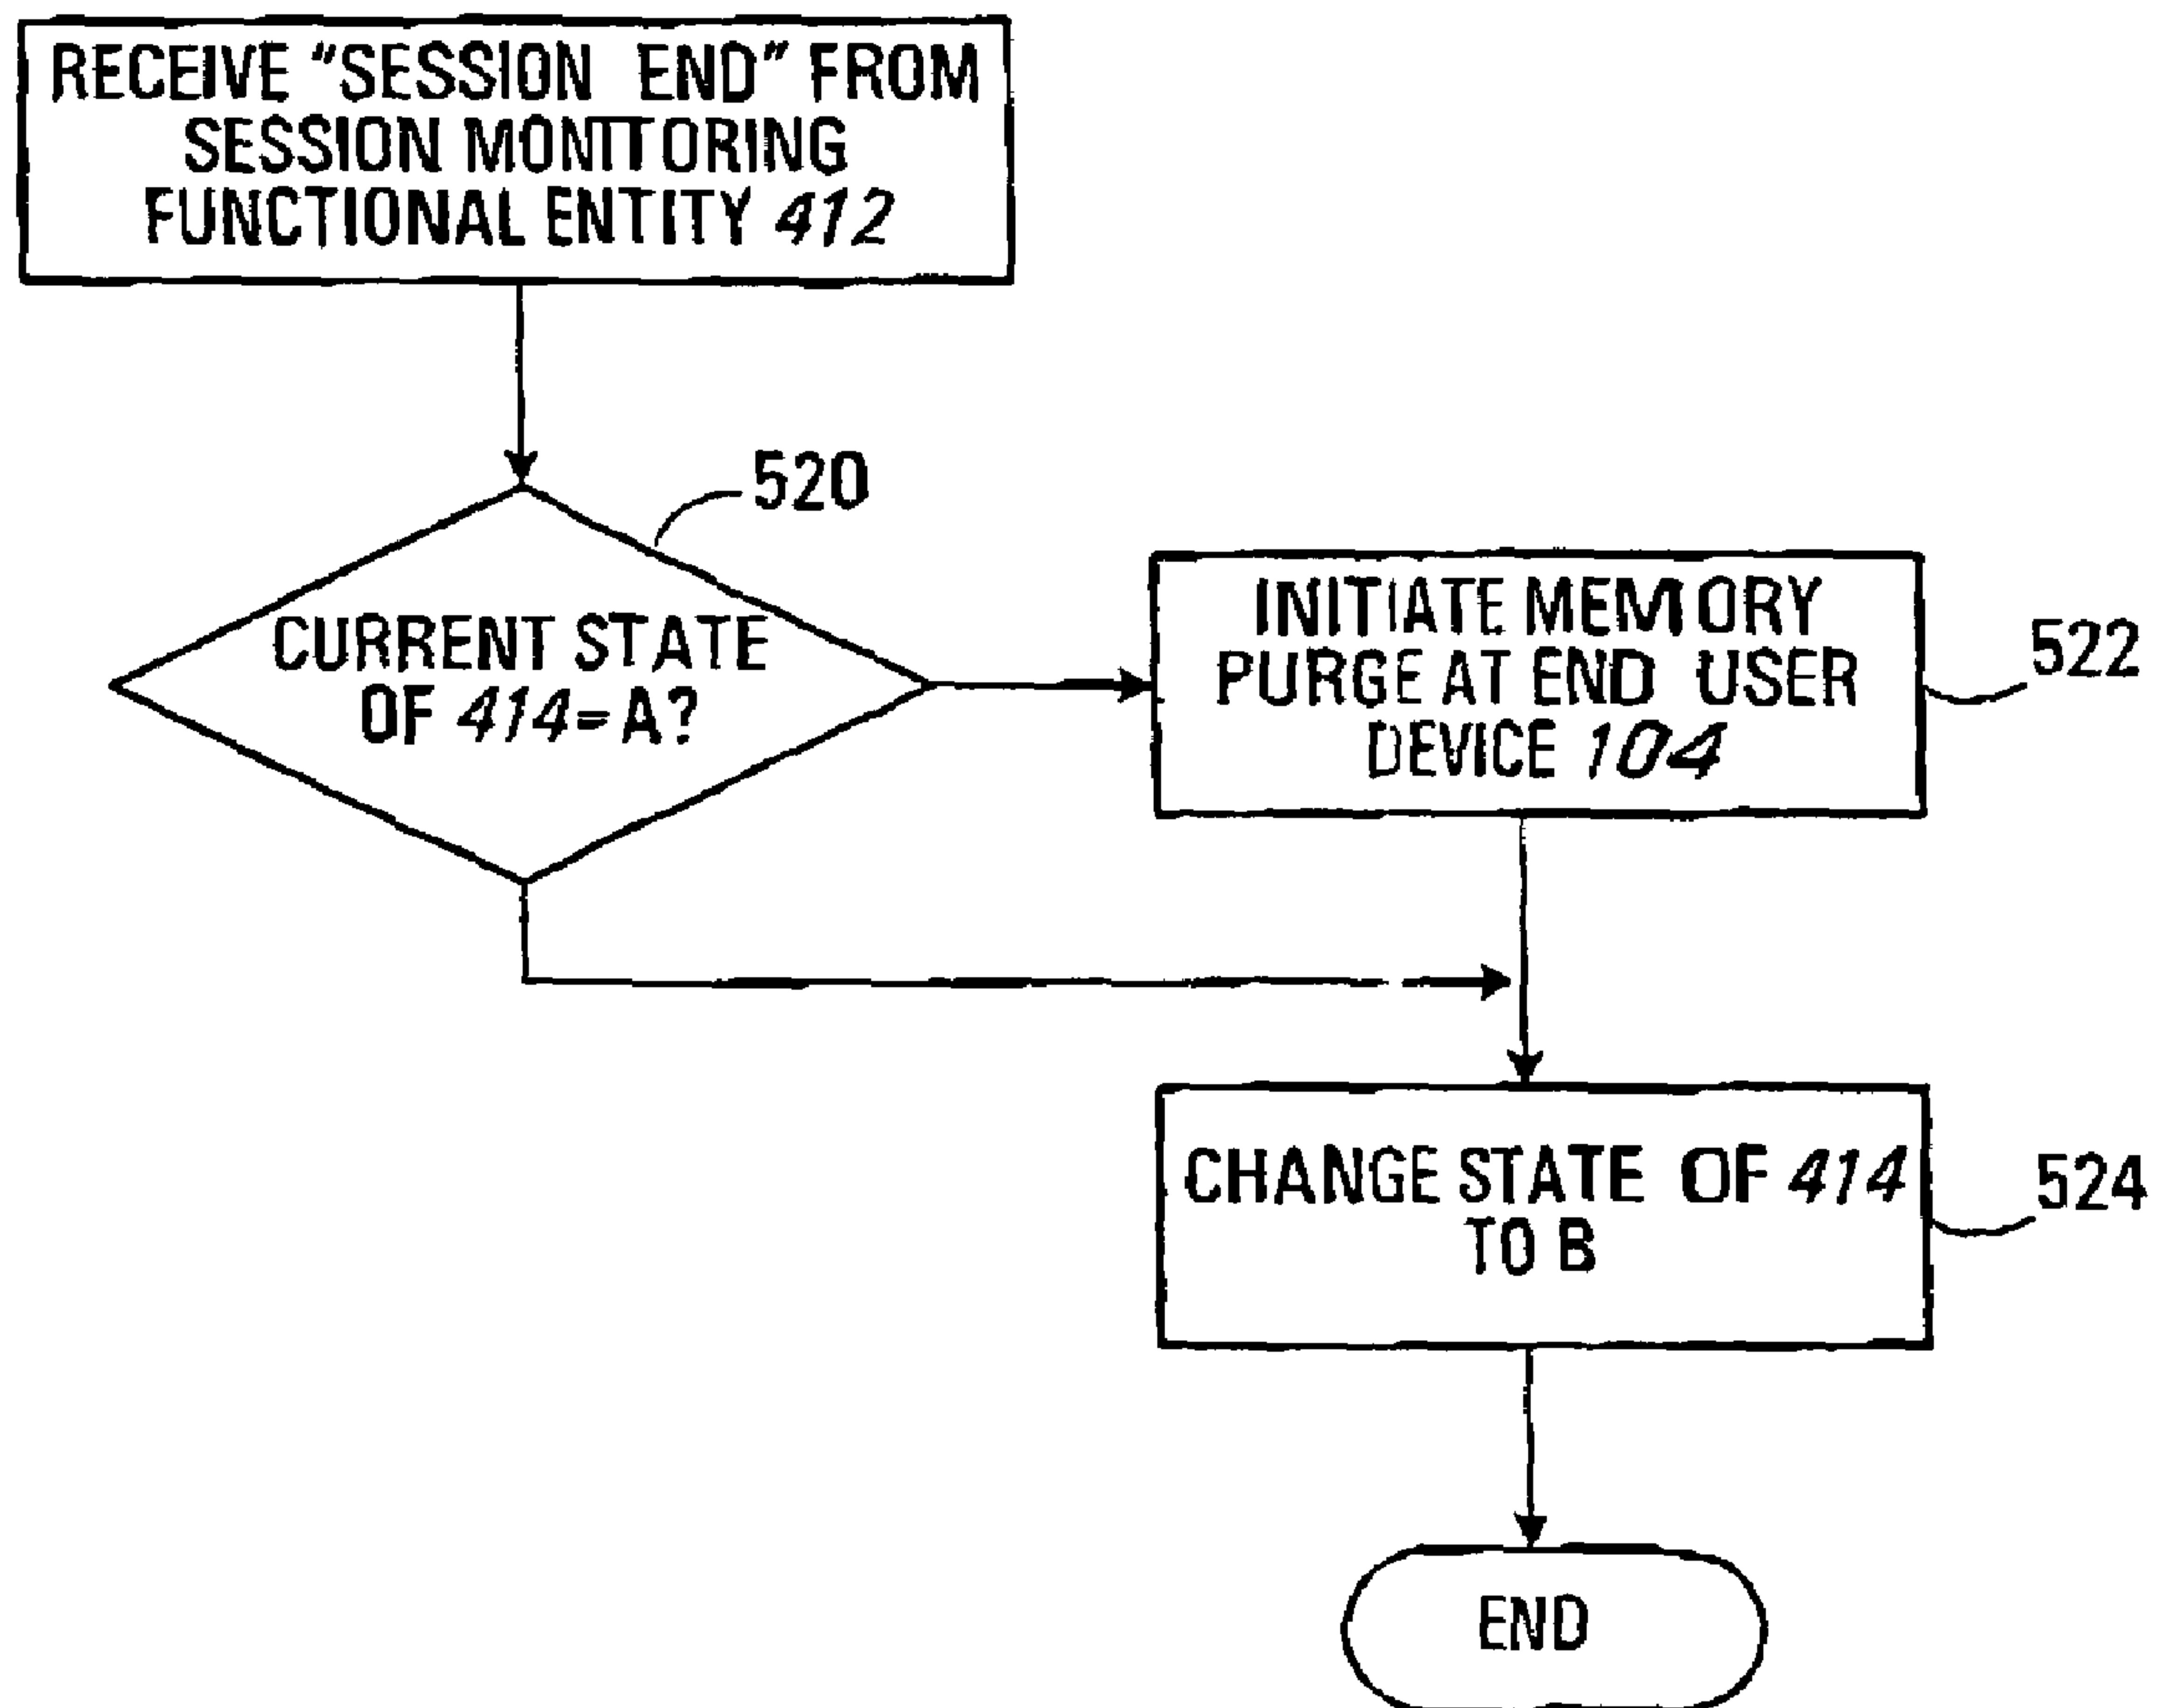 RECEIVE "SESSION END" FROM
SESSION MONITORING
FUNCTIONAL ENTITY 412
520
CURRENT STATE
OF 414=A?
INITIATE MEMORY
PURGE AT END USER
DEVICE 104
522
CHANGE STATE OF 414
TO B
524
END